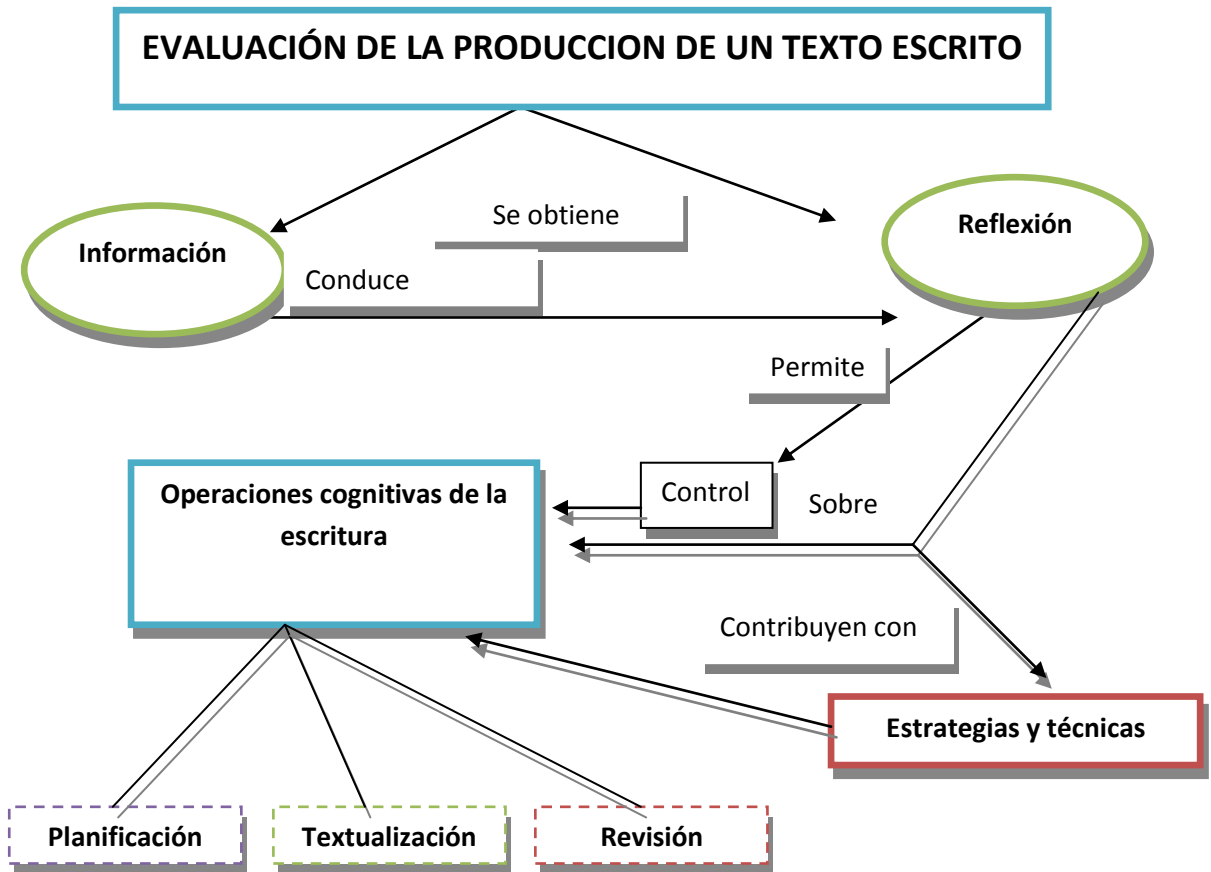 EVALUACIÓN DE LA PRODUCCION DE UN TEXTO ESCRITO
Se obtiene
Reflexión
Información
Conduce
Permite
Operaciones cognitivas de la
escritura
Control
Sobre
Contribuyen con
Estrategias y técnicas
Planificación
Textualización
Revisión